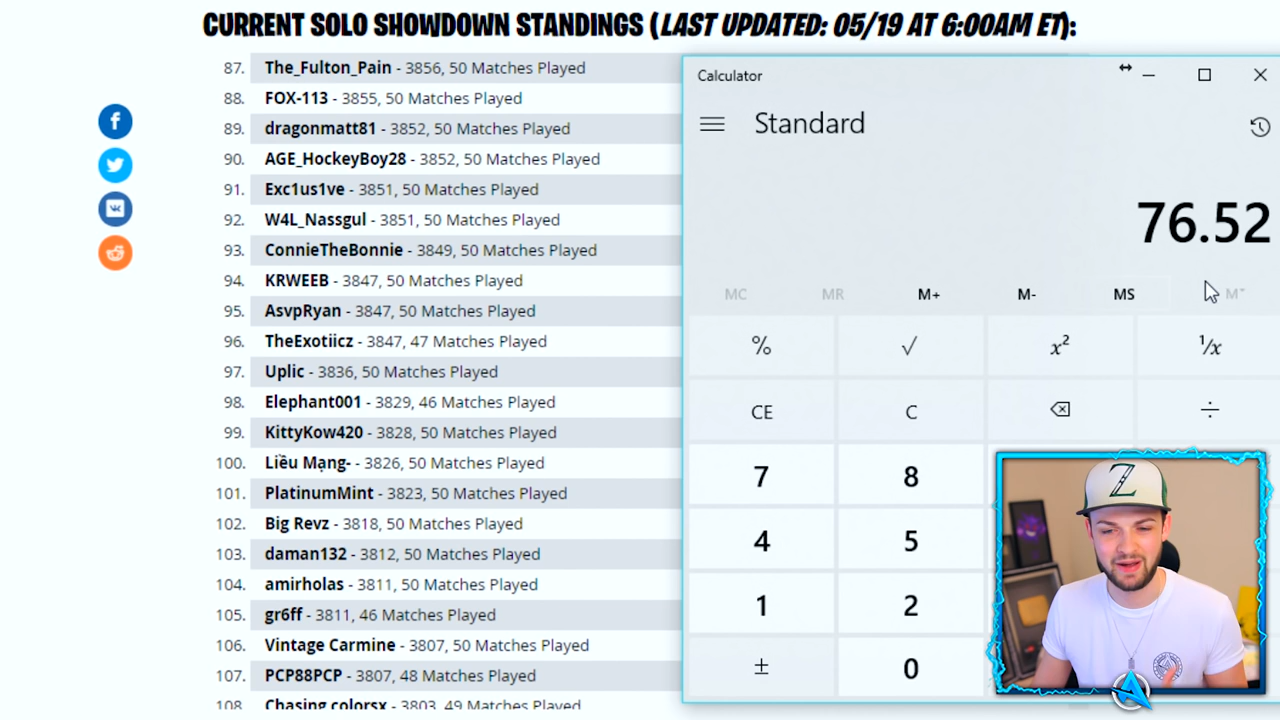 CURRENT SOLO SHOWDOWN STANDINGS (LAST UPDATED: 05/19 AT 6:00AM ET):
87. The_Fulton_Pain - 3856, 50 Matches Played
88. FOX-113 - 3855, 50 Matches Played
89. dragonmatt81 - 3852, 50 Matches Played
90. AGE_HockeyBoy28 - 3852, 50 Matches Played
91. Exc1us1ve - 3851, 50 Matches Played
92. W4L_Nassgul - 3851, 50 Matches Played
93. ConnieTheBonnie - 3849, 50 Matches Played
94. KRWEEB - 3847, 50 Matches Played
95. AsvpRyan - 3847, 50 Matches Played
96. TheExotiicz - 3847, 47 Matches Played
97. Uplic - 3836, 50 Matches Played
98. Elephant001 - 3829, 46 Matches Played
99. KittyKow420 - 3828, 50 Matches Played
100. Liều Mạng- - 3826, 50 Matches Played
101. PlatinumMint - 3823, 50 Matches Played
102. Big Revz - 3818, 50 Matches Played
103. daman132 - 3812, 50 Matches Played
104. amirholas - 3811, 50 Matches Played
105. gr6ff - 3811, 46 Matches Played
106. Vintage Carmine - 3807, 50 Matches Played
107. PCP88PCP - 3807, 48 Matches Played
108. Chasing colorsx - 3803, 49 Matches Played
Calculator
Standard
76.52
MC MR M+ M- MS M˅
% √ x² ¹/x
CE C ÷
7 8
4 5
1 2
± 0
Z